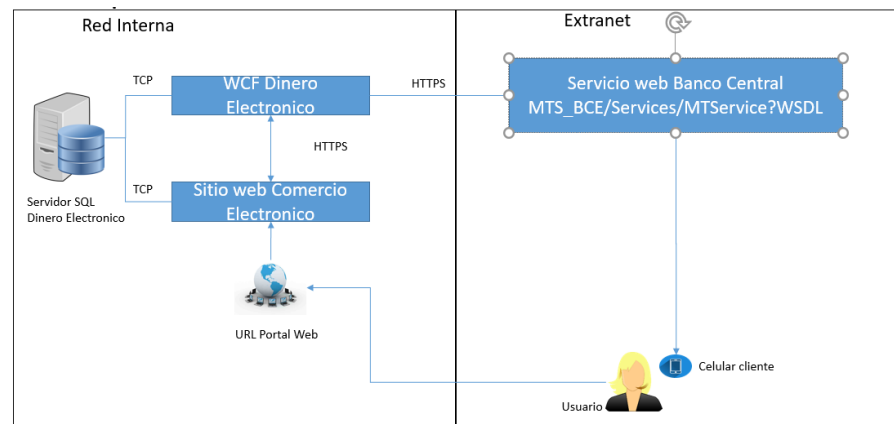 Red Interna
Extranet
TCP
WCF Dinero
Electronico
HTTPS
Servicio web Banco Central
MTS_BCE/Services/MTService?WSDL
HTTPS
Servidor SQL
Dinero Electronico
TCP
Sitio web Comercio
Electronico
URL Portal Web
Celular cliente
Usuario